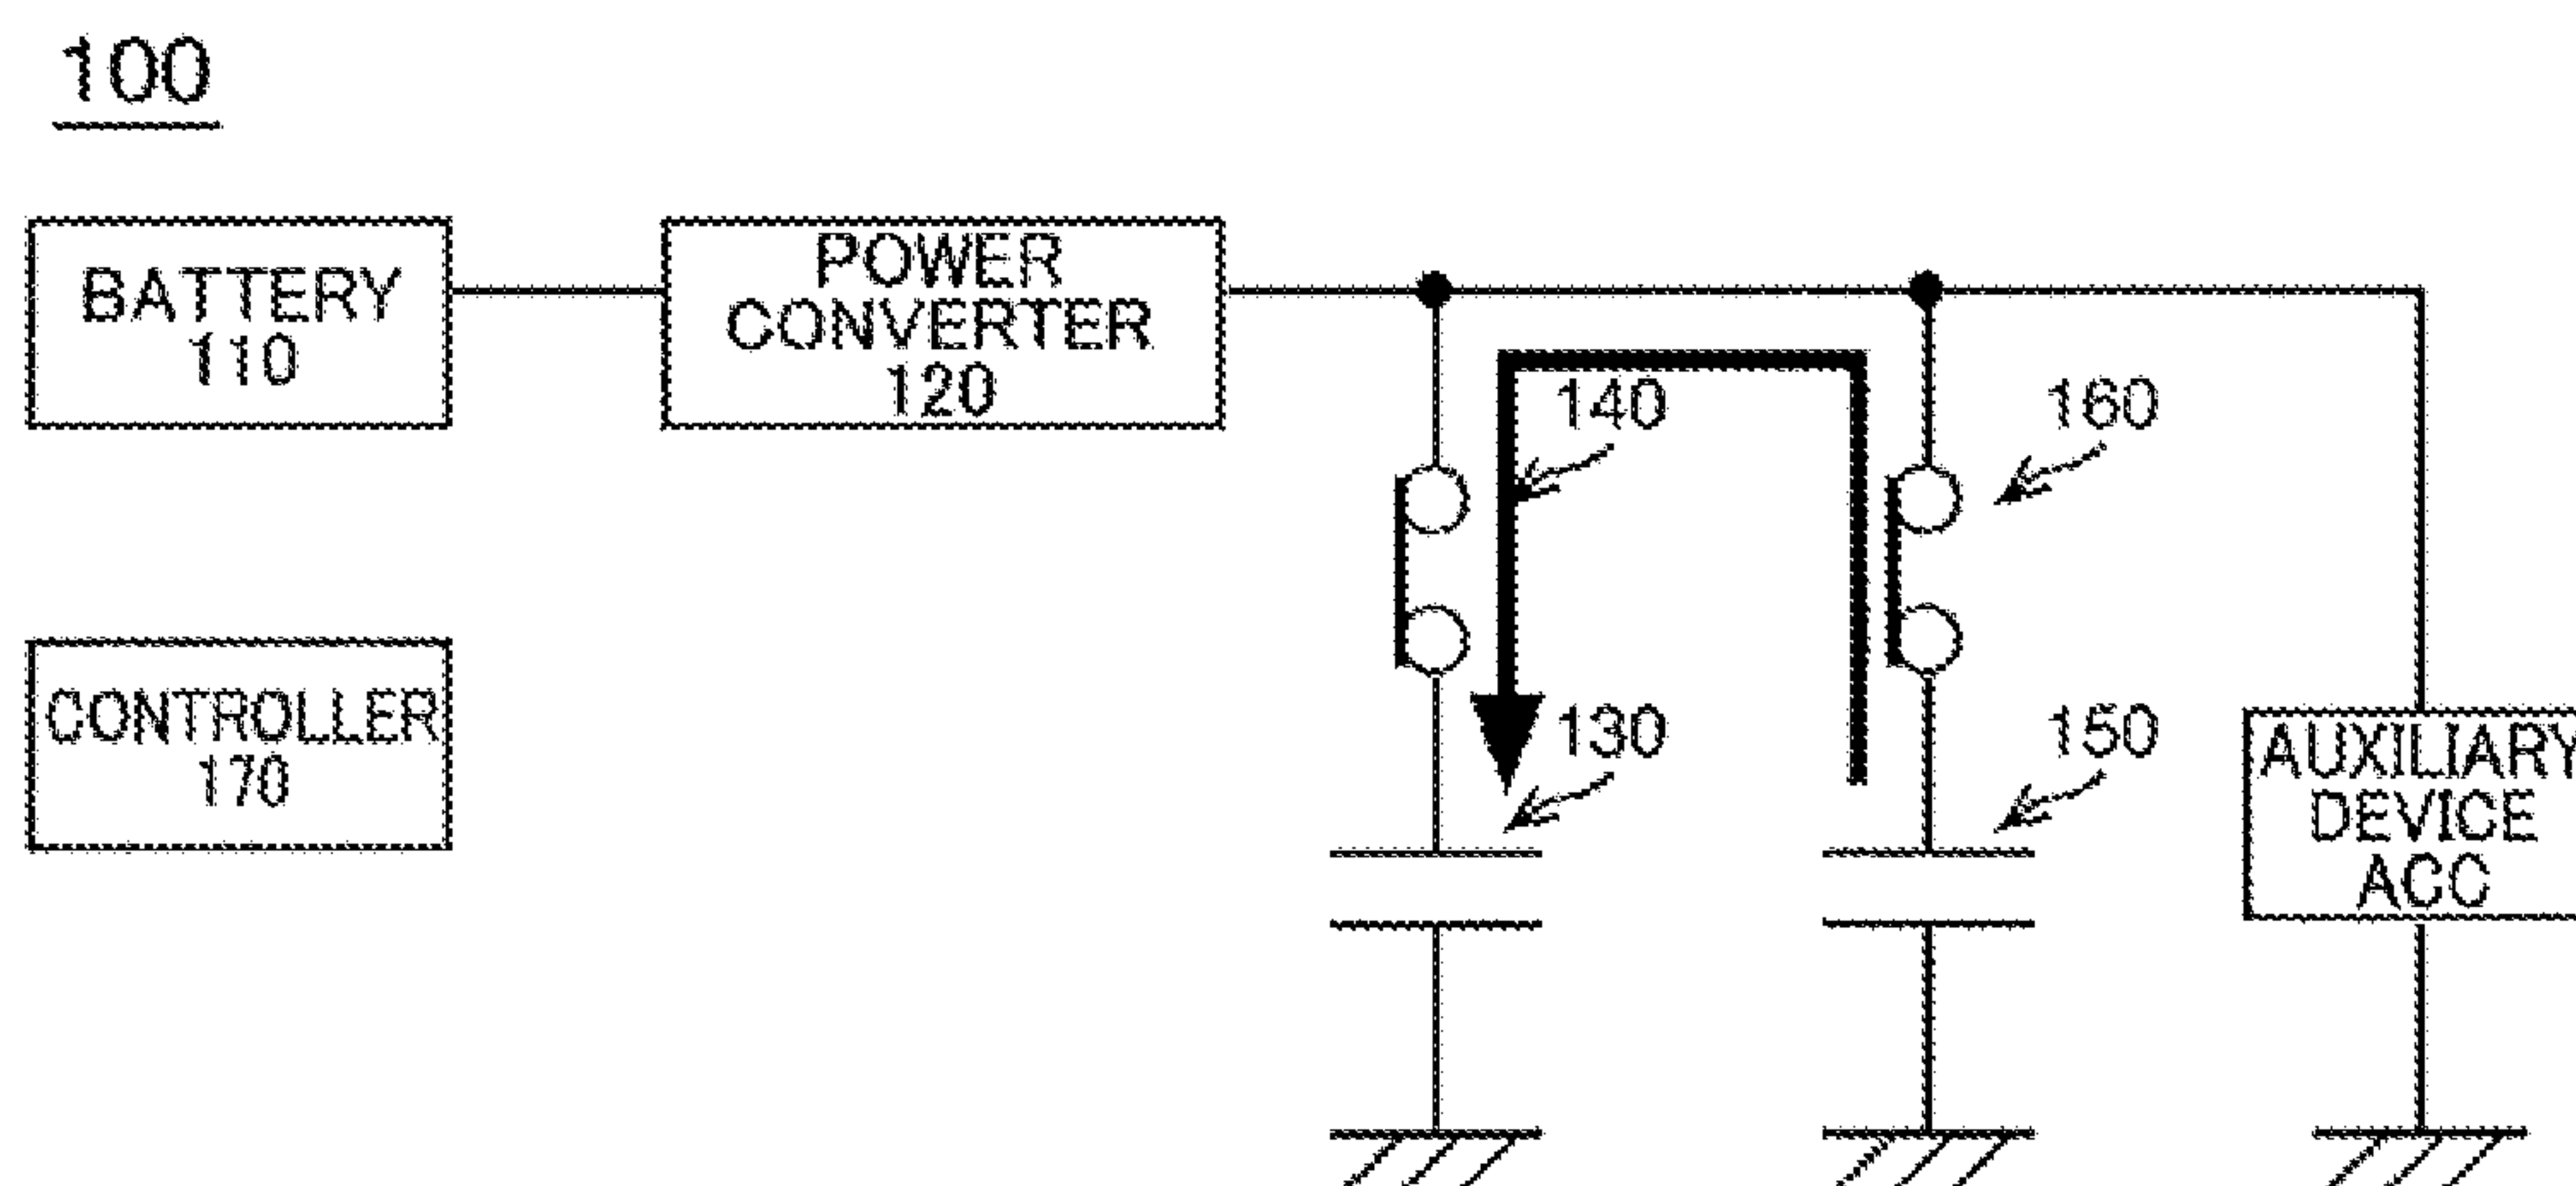 100
BATTERY
110
POWER
CONVERTER
120
140
160
CONTROLLER
170
130
150
AUXILIARY
DEVICE
ACC